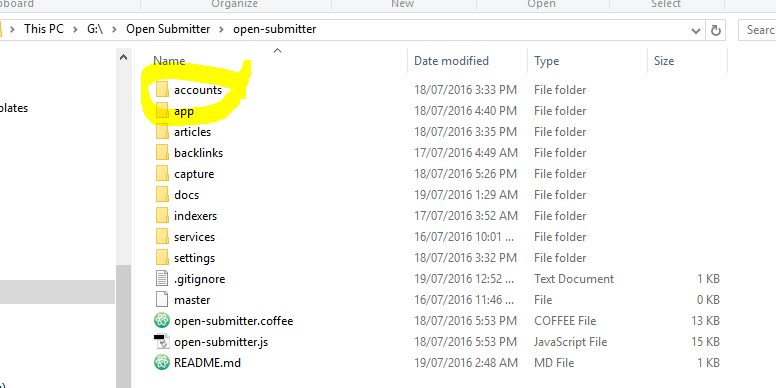 Clipboard Organize New Open Select
This PC G:\ Open Submitter open-submitter Search
Name Date modified Type Size
accounts 18/07/2016 3:33 PM File folder
plates app 18/07/2016 4:40 PM File folder
articles 18/07/2016 3:35 PM File folder
backlinks 17/07/2016 4:49 AM File folder
capture 18/07/2016 5:26 PM File folder
docs 19/07/2016 1:29 AM File folder
indexers 17/07/2016 3:52 AM File folder
services 16/07/2016 10:01 ... File folder
settings 18/07/2016 3:32 PM File folder
.gitignore 19/07/2016 12:52 ... Text Document 1 KB
master 16/07/2016 11:46 ... File 0 KB
open-submitter.coffee 18/07/2016 5:53 PM COFFEE File 13 KB
open-submitter.js 18/07/2016 5:53 PM JavaScript File 15 KB
README.md 19/07/2016 2:48 AM MD File 1 KB